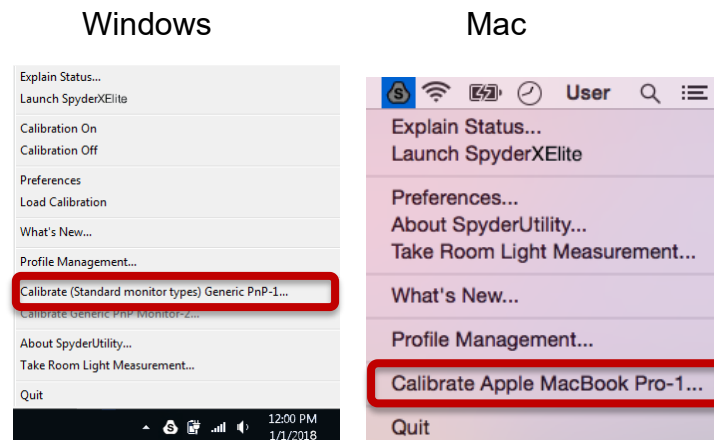 Windows
Explain Status...
Launch SpyderXElite
Calibration On
Calibration Off
Preferences
Load Calibration
What's New...
Profile Management...
Calibrate (Standard monitor types) Generic PnP-1...
Calibrate Generic PnP Monitor-2...
About SpyderUtility...
Take Room Light Measurement...
Quit
12:00 PM
1/1/2018
Mac
S User
Explain Status...
Launch SpyderXElite
Preferences...
About SpyderUtility...
Take Room Light Measurement...
What's New...
Profile Management...
Calibrate Apple MacBook Pro-1...
Quit